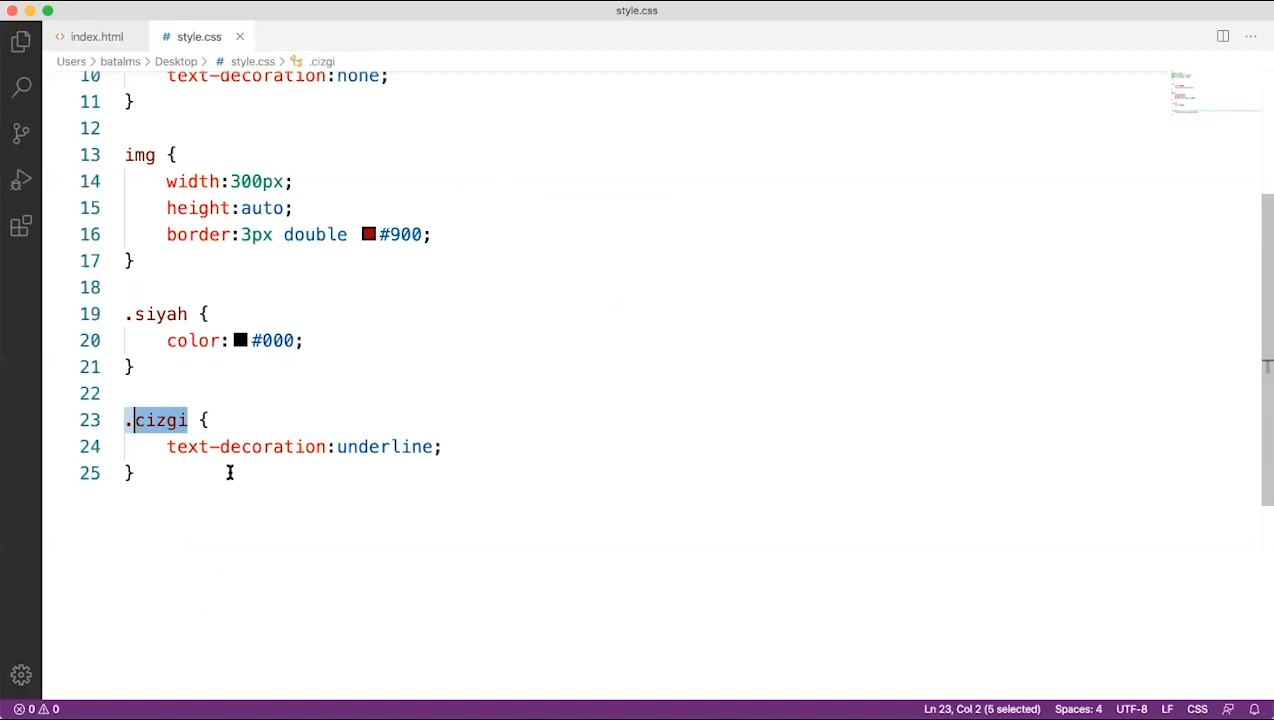 style.css
index.html
# style.css
Users > batalms > Desktop > # style.css > .cizgi
10 text-decoration:none;
11 }
12
13 img {
14 width:300px;
15 height:auto;
16 border:3px double #900;
17 }
18
19 .siyah {
20 color:#000;
21 }
22
23 .cizgi {
24 text-decoration:underline;
25 }
0 0 Ln 23, Col 2 (5 selected) Spaces: 4 UTF-8 LF CSS